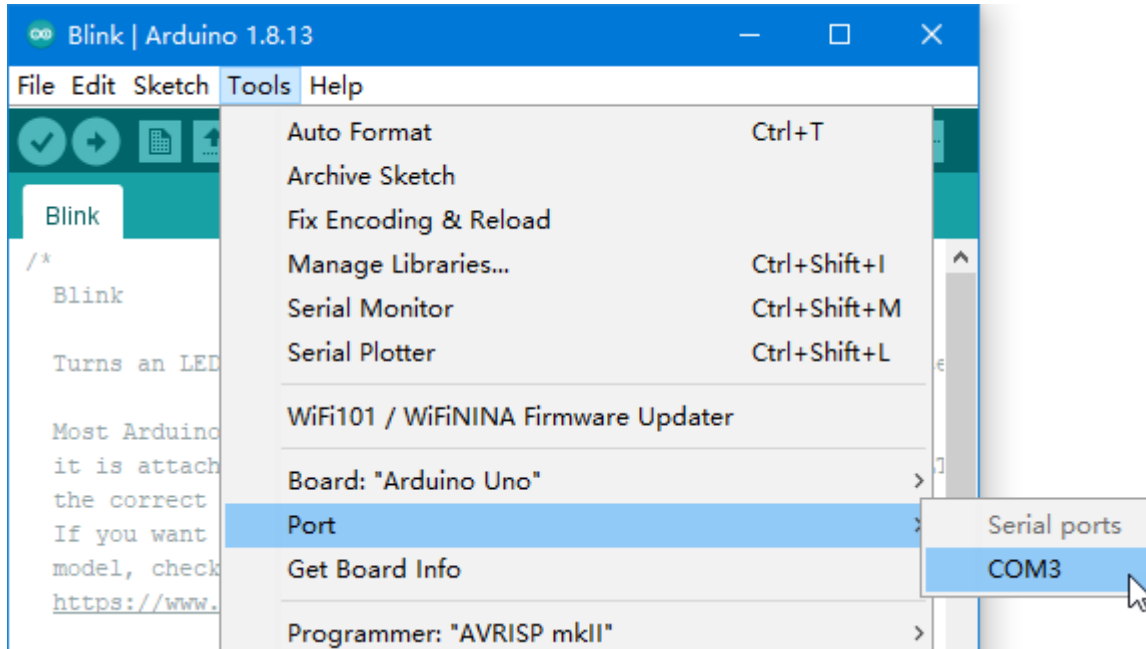 Blink | Arduino 1.8.13
File Edit Sketch Tools Help
Auto Format Ctrl+T
Archive Sketch
Fix Encoding & Reload
Manage Libraries... Ctrl+Shift+I
Serial Monitor Ctrl+Shift+M
Serial Plotter Ctrl+Shift+L
WiFi101 / WiFiNINA Firmware Updater
Board: "Arduino Uno"
Port
Get Board Info
Programmer: "AVRISP mkII"
Serial ports
COM3
Blink
/*
Blink
Turns an LED
Most Arduino
it is attach
the correct
If you want
model, check
https://www.